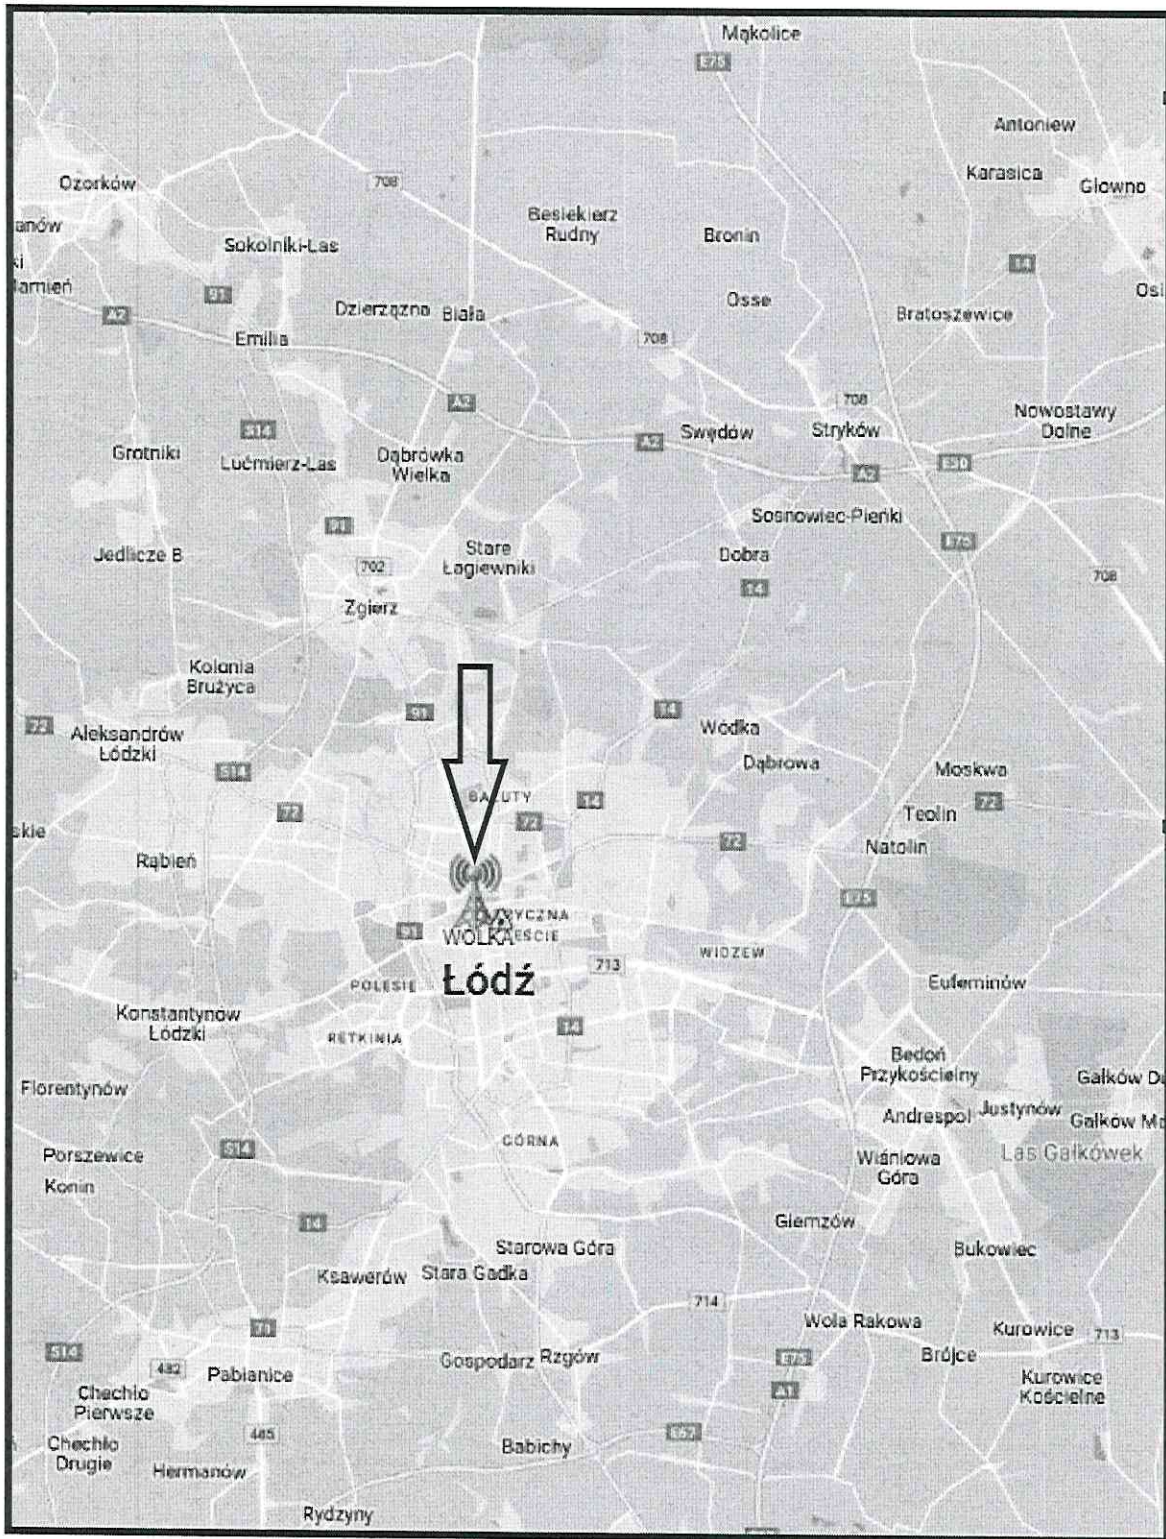 Mąkolice
E75
Antoniew
Karasica
Głowno
Ozorków
708
anów
Besiekierz
Rudny
Bronin
Sokolniki-Las
14
91
Osse
Dzierżązna
Biała
Bratoszewice
A2
Emilia
708
A2
708
Nowostawy
Dolne
S14
Swędów
Stryków
A2
Grotniki
Lućmierz-Las
Dąbrówka
Wielka
A2
E30
91
Sosnowiec-Pieńki
Jedlicze B
Stare
Łagiewniki
Dobra
E75
702
14
708
Zgierz
Kolonia
Brużyca
91
14
72
Aleksandrów
Łódzki
Wódka
Dąbrowa
Moskwa
S14
BAŁUTY
14
72
72
72
Teolin
skie
72
Natolin
Rąbień
E75
91
WOLKA
EŚCIE
WIDZEW
Łódź
713
POLESIE
Eufeminów
Konstantynów
Łódzki
RETKINIA
14
Bedoń
Przykościelny
Florentynów
Gałków Du
Andrespol
Justynów
Gałków Mo
GÓRNA
S14
Porszewice
Las Gałkówek
Konin
Wiśniowa
Góra
14
Giemzów
Starowa Góra
Bukowiec
Ksawerów
Stara Gadka
714
Wola Rakowa
71
Kurowice
713
S14
482
Pabianice
Gospodarz
Rzgów
E75
Brójce
A1
Kurowice
Kościelne
Chechło
Pierwsze
485
E67
Chechło
Drugie
Babichy
Hermanów
Rydzyny